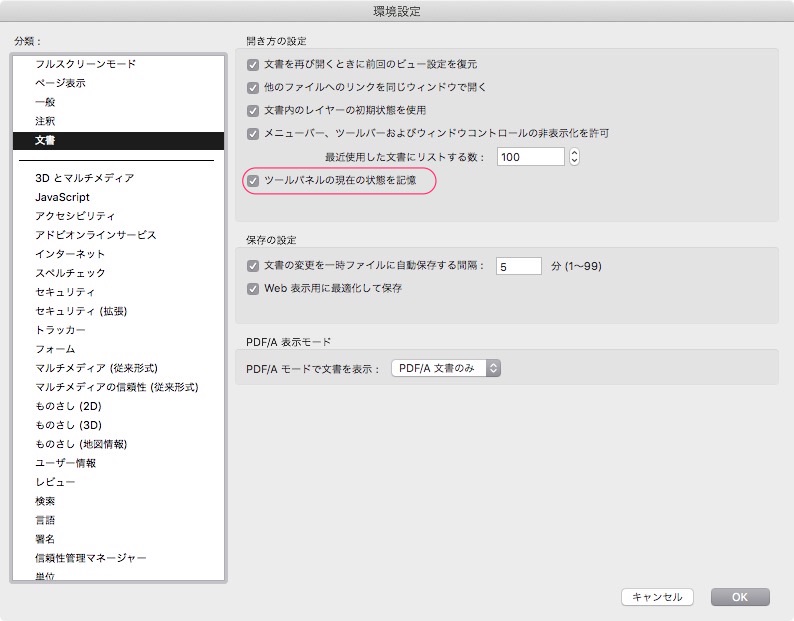 環境設定
分類：
フルスクリーンモード
ページ表示
一般
注釈
文書
3D とマルチメディア
JavaScript
アクセシビリティ
アドビオンラインサービス
インターネット
スペルチェック
セキュリティ
セキュリティ (拡張)
トラッカー
フォーム
マルチメディア (従来形式)
マルチメディアの信頼性 (従来形式)
ものさし (2D)
ものさし (3D)
ものさし (地図情報)
ユーザー情報
レビュー
検索
言語
署名
信頼性管理マネージャー
単位
開き方の設定
文書を再び開くときに前回のビュー設定を復元
他のファイルへのリンクを同じウィンドウで開く
文書内のレイヤーの初期状態を使用
メニューバー、ツールバーおよびウィンドウコントロールの非表示化を許可
最近使用した文書にリストする数： 100
ツールパネルの現在の状態を記憶
保存の設定
文書の変更を一時ファイルに自動保存する間隔： 5 分 (1〜99)
Web 表示用に最適化して保存
PDF/A 表示モード
PDF/A モードで文書を表示： PDF/A 文書のみ
キャンセル OK